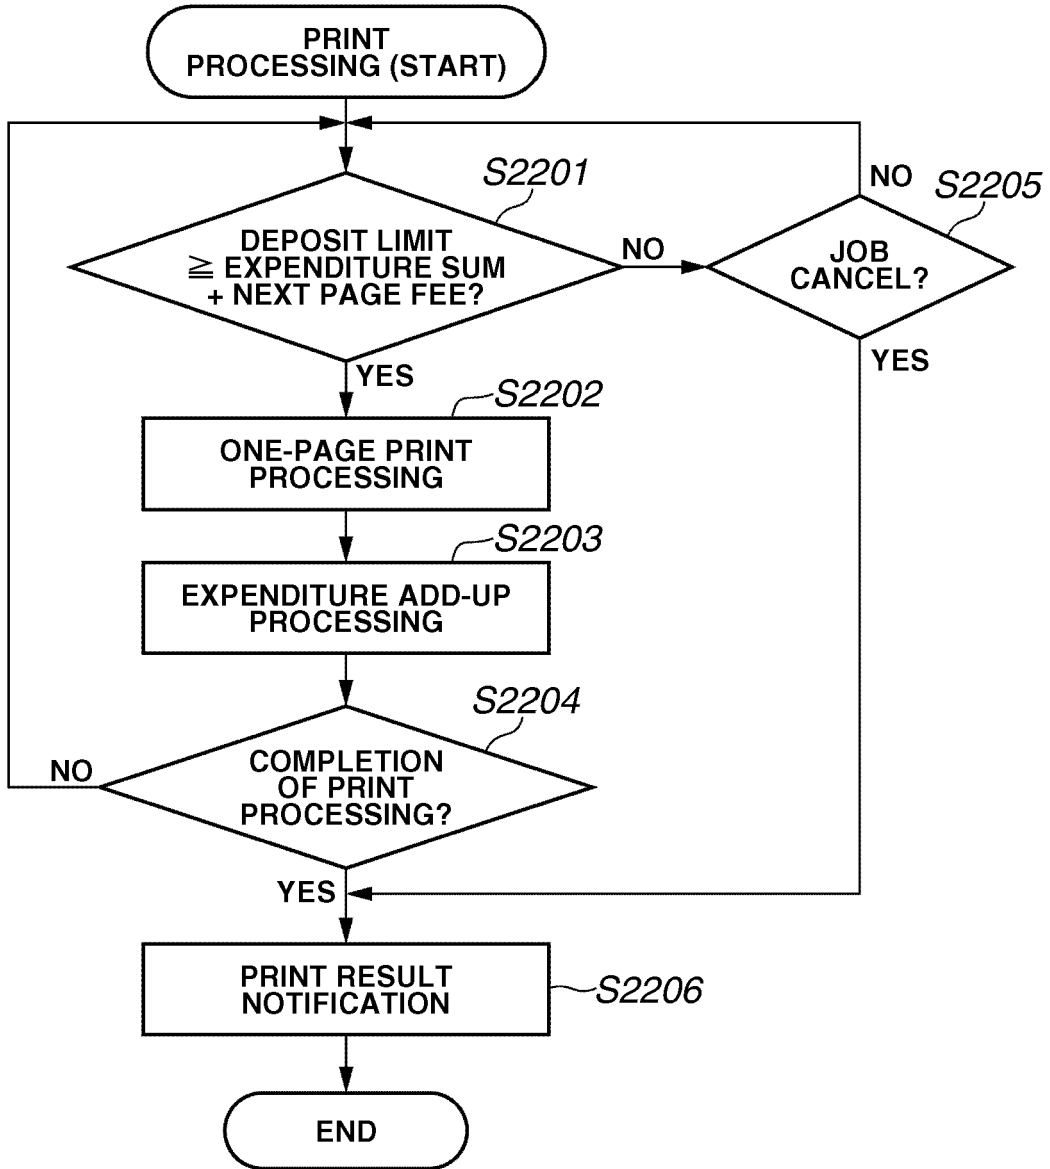 PRINT
PROCESSING (START)
S2201
DEPOSIT LIMIT
≧ EXPENDITURE SUM
+ NEXT PAGE FEE?
NO
NO
S2205
JOB
CANCEL?
YES
YES
S2202
ONE-PAGE PRINT
PROCESSING
S2203
EXPENDITURE ADD-UP
PROCESSING
S2204
COMPLETION
OF PRINT
PROCESSING?
NO
YES
PRINT RESULT
NOTIFICATION
S2206
END